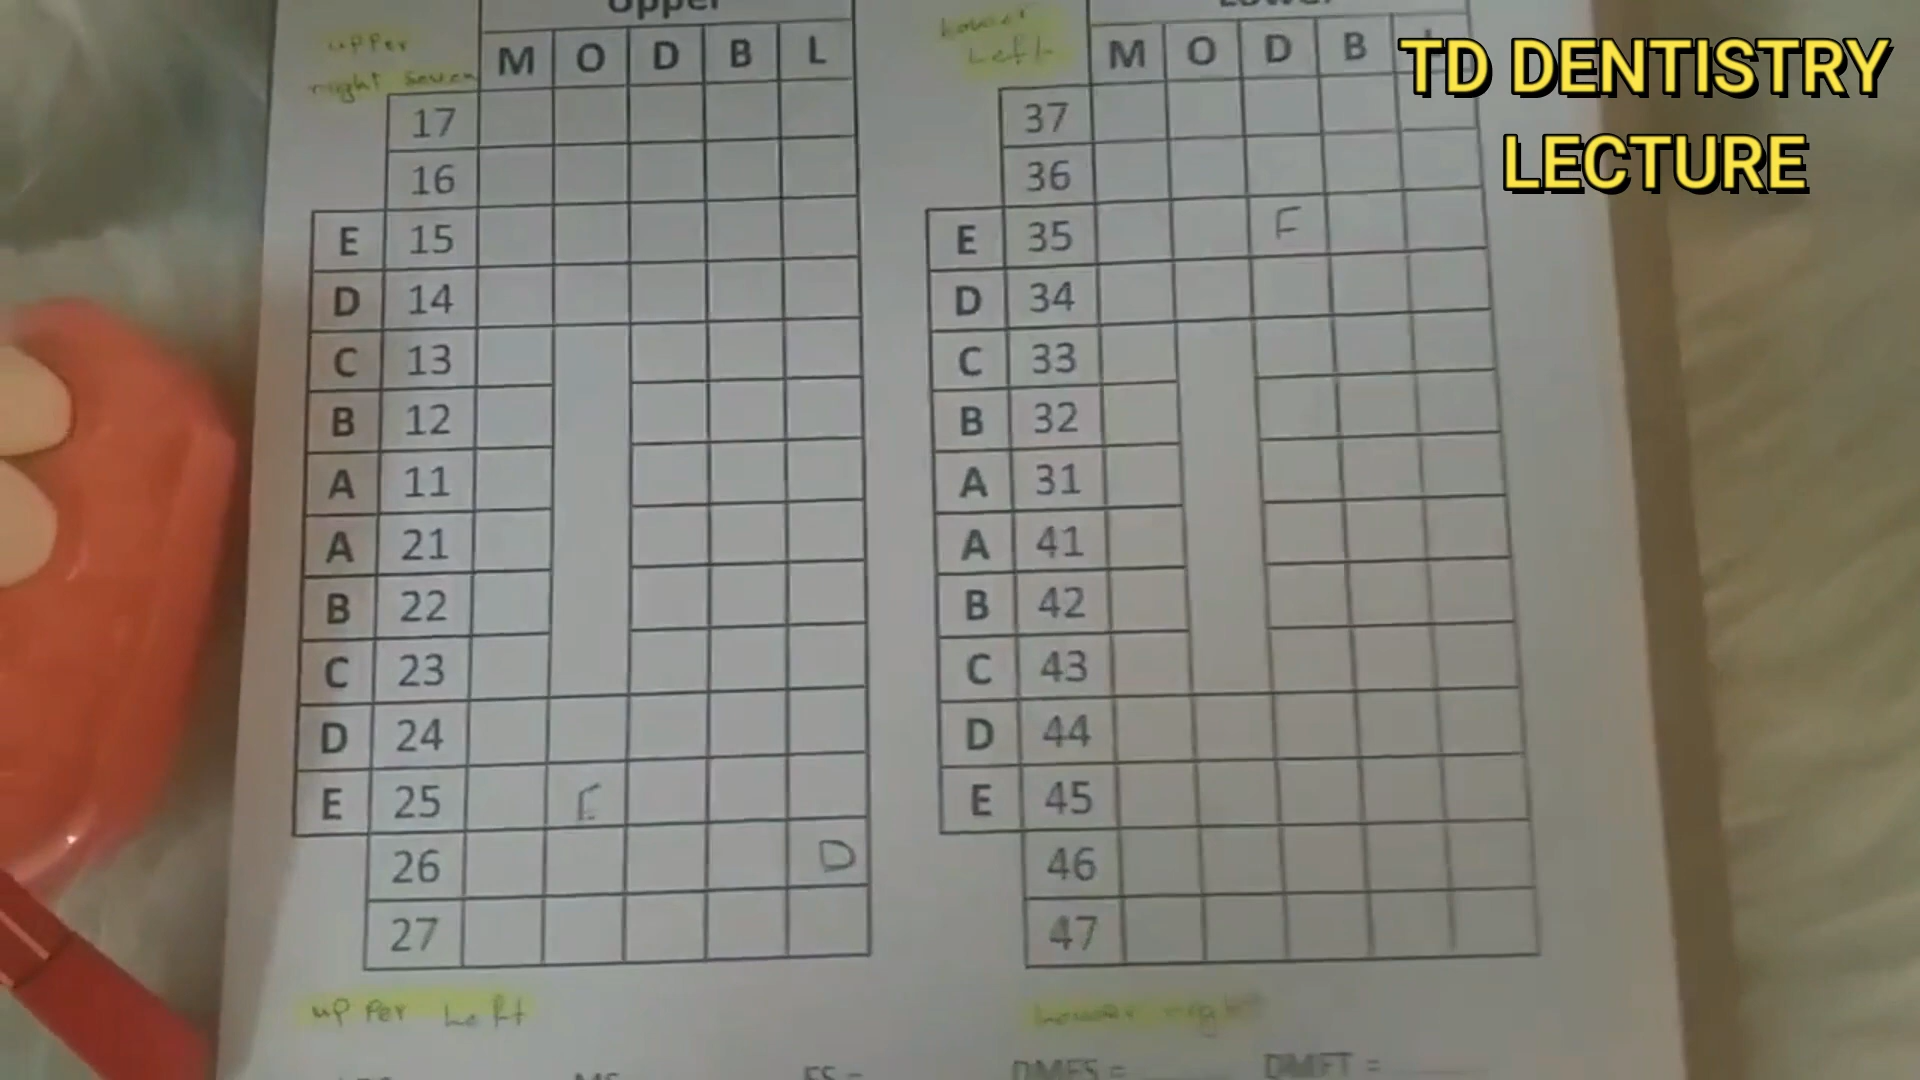 TD DENTISTRY
LECTURE
Upper
upper
right seven
M O D B L
17
16
E 15
D 14
C 13
B 12
A 11
A 21
B 22
C 23
D 24
E 25 F
26 D
27
upper Left
Lower
Lower
Left
M O D B L
37
36
E 35 F
D 34
C 33
B 32
A 31
A 41
B 42
C 43
D 44
E 45
46
47
Lower right
DMFS = DMFT =